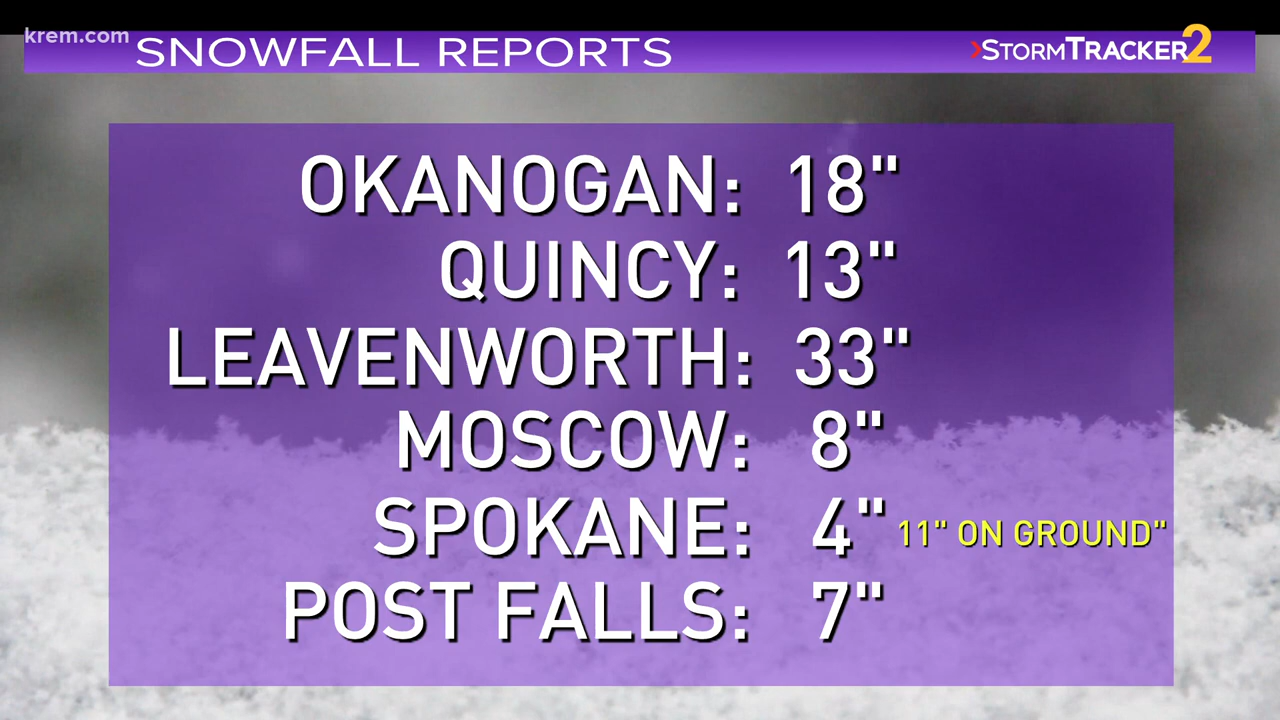 krem.com
SNOWFALL REPORTS
STORMTRACKER2
OKANOGAN: 18"
QUINCY: 13"
LEAVENWORTH: 33"
MOSCOW: 8"
SPOKANE: 4" 11" ON GROUND"
POST FALLS: 7"